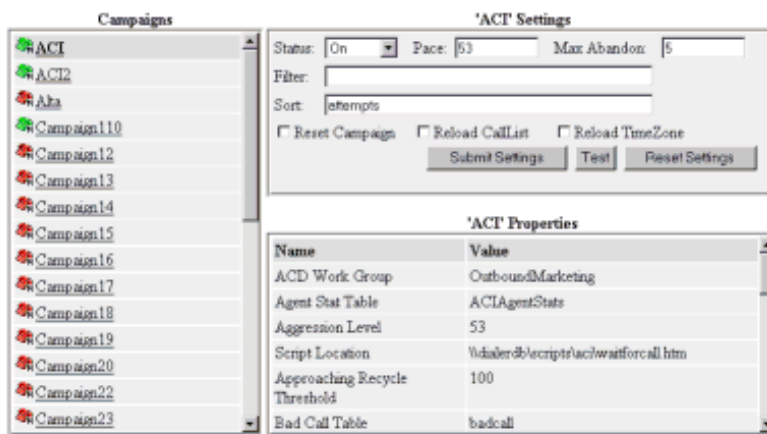 Campaigns
ACI
ACI2
Alta
Campaign110
Campaign12
Campaign13
Campaign14
Campaign15
Campaign16
Campaign17
Campaign18
Campaign19
Campaign20
Campaign22
Campaign23
'ACI' Settings
Status: On Pace: 53 Max Abandon: 5
Filter:
Sort: attempts
Reset Campaign Reload CallList Reload TimeZone
Submit Settings Test Reset Settings
'ACI' Properties
Name Value
ACD Work Group OutboundMarketing
Agent Stat Table ACIAgentStats
Aggression Level 53
Script Location \\dialerdb\scripts\aci\waitforcall.htm
Approaching Recycle 100
Threshold
Bad Call Table badcall